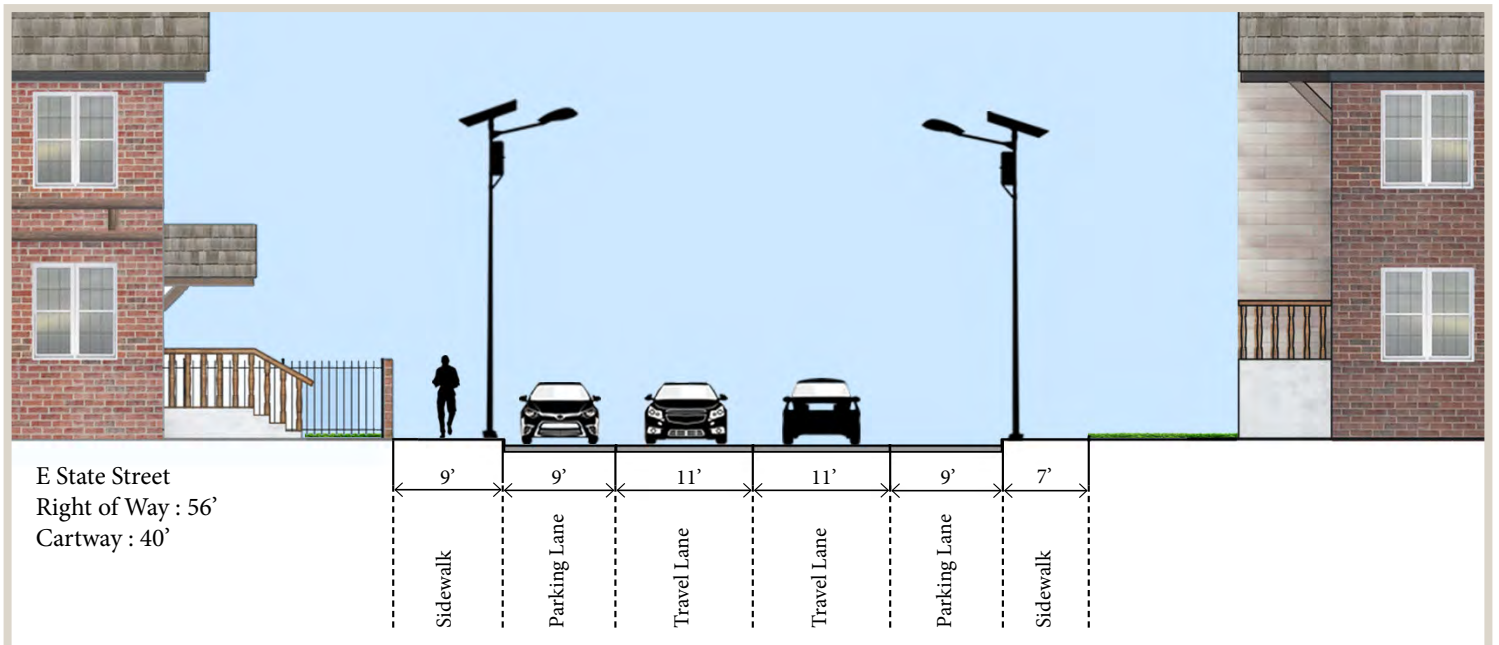 E State Street
Right of Way : 56’
Cartway : 40’
9’
9’
11’
11’
9’
7’
Sidewalk
Parking Lane
Travel Lane
Travel Lane
Parking Lane
Sidewalk